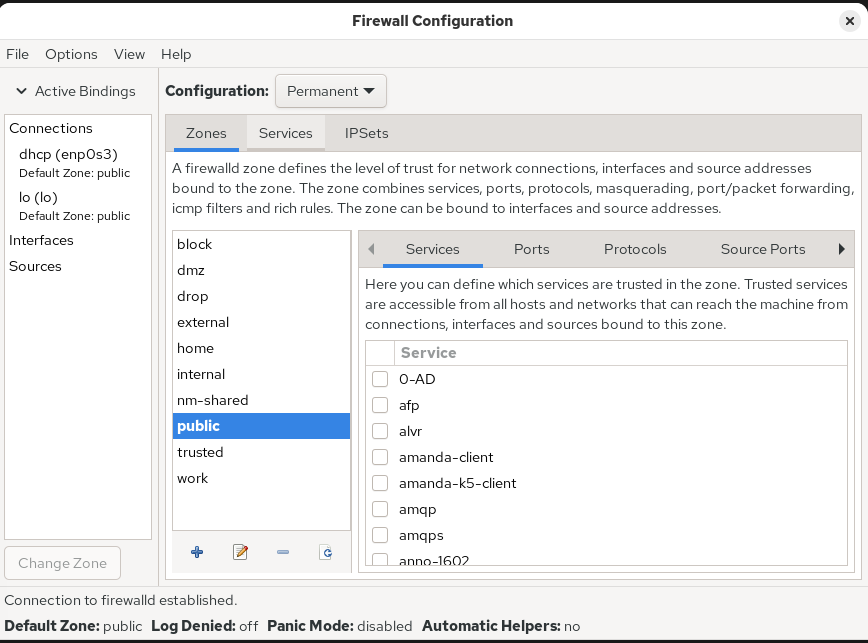 Firewall Configuration
File Options View Help
Active Bindings
Configuration: Permanent
Connections
dhcp (enp0s3)
Default Zone: public
lo (lo)
Default Zone: public
Interfaces
Sources
Change Zone
Zones Services IPSets
A firewalld zone defines the level of trust for network connections, interfaces and source addresses
bound to the zone. The zone combines services, ports, protocols, masquerading, port/packet forwarding,
icmp filters and rich rules. The zone can be bound to interfaces and source addresses.
block
dmz
drop
external
home
internal
nm-shared
public
trusted
work
Services Ports Protocols Source Ports
Here you can define which services are trusted in the zone. Trusted services
are accessible from all hosts and networks that can reach the machine from
connections, interfaces and sources bound to this zone.
Service
0-AD
afp
alvr
amanda-client
amanda-k5-client
amqp
amqps
anno-1602
Connection to firewalld established.
Default Zone: public Log Denied: off Panic Mode: disabled Automatic Helpers: no